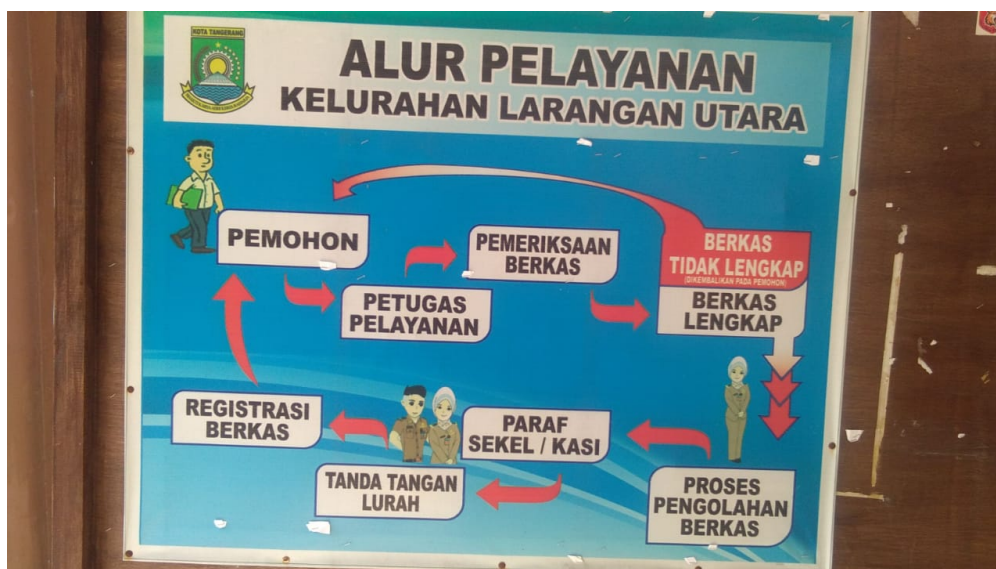 KOTA TANGERANG
ALUR PELAYANAN
KELURAHAN LARANGAN UTARA
PEMOHON
PETUGAS
PELAYANAN
PEMERIKSAAN
BERKAS
BERKAS
TIDAK LENGKAP
(DIKEMBALIKAN PADA PEMOHON)
BERKAS
LENGKAP
PROSES
PENGOLAHAN
BERKAS
PARAF
SEKEL / KASI
TANDA TANGAN
LURAH
REGISTRASI
BERKAS